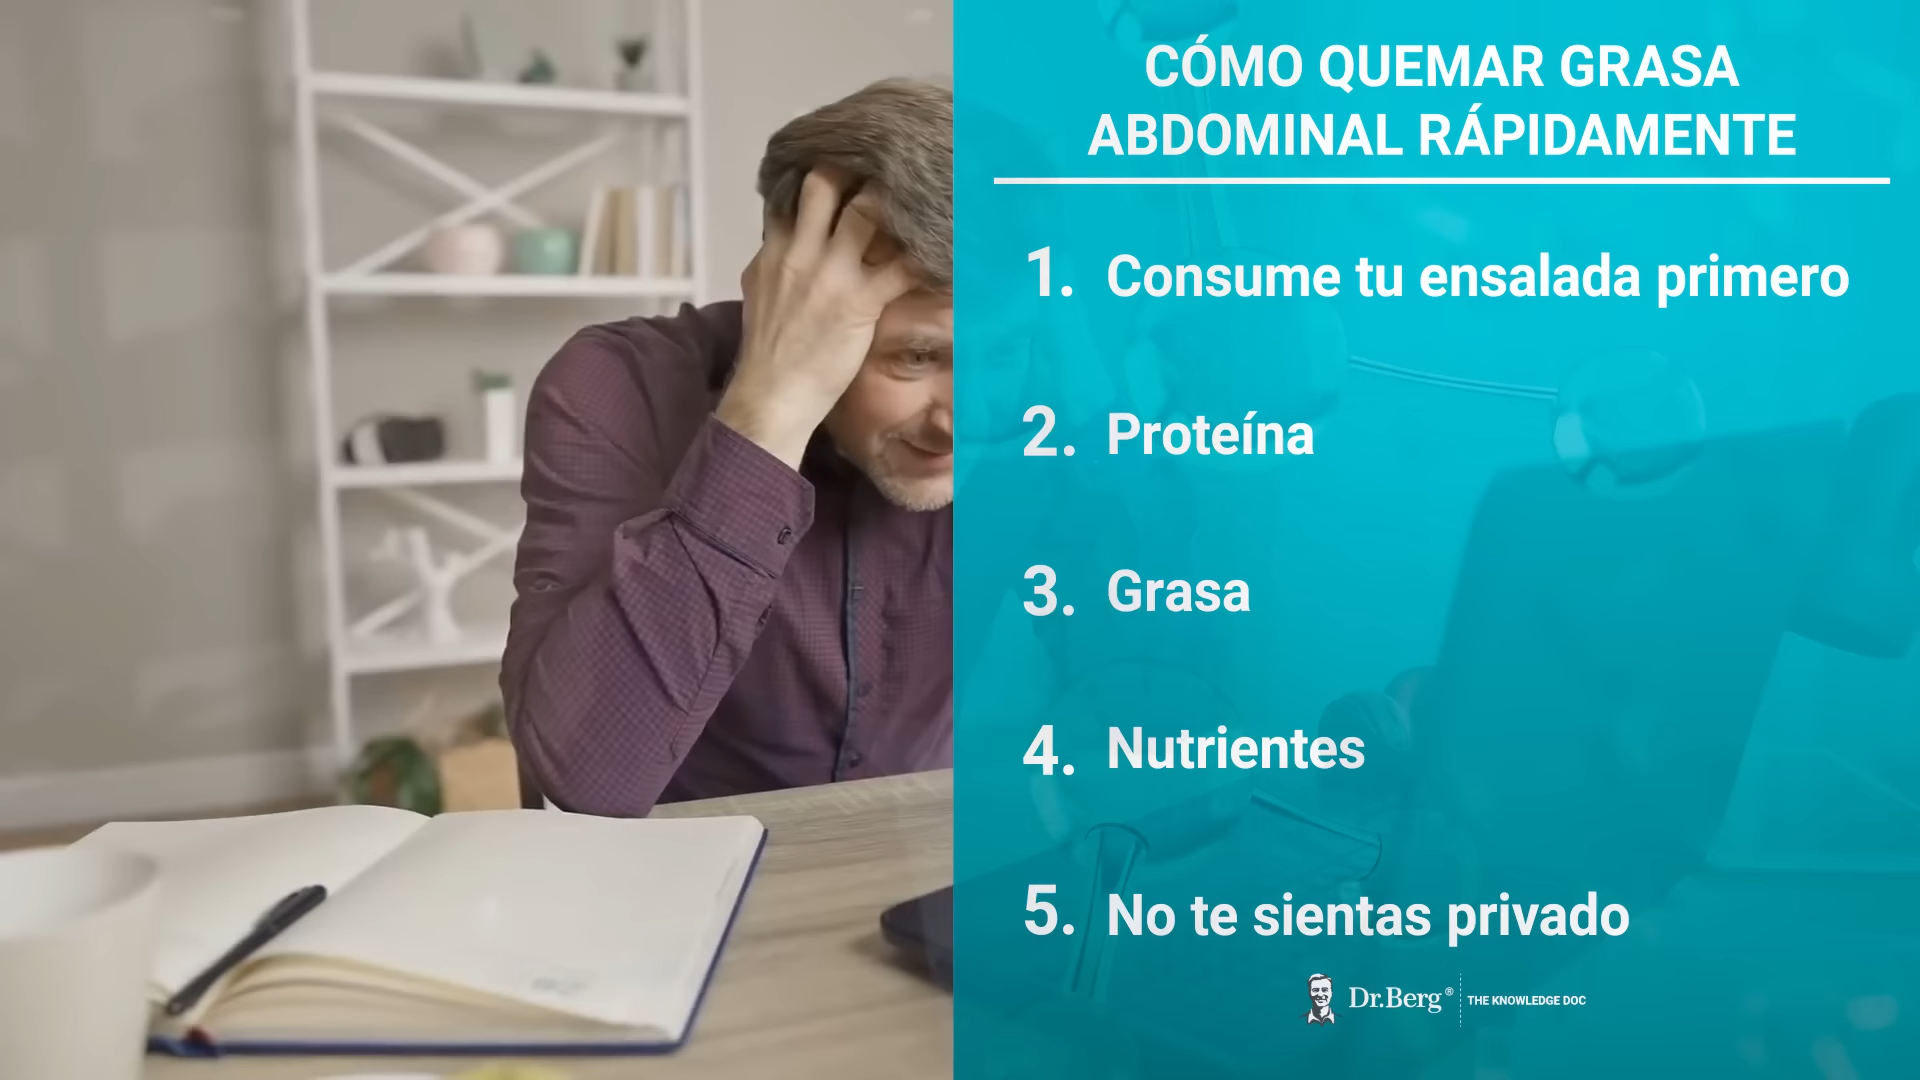 CÓMO QUEMAR GRASA
ABDOMINAL RÁPIDAMENTE
1. Consume tu ensalada primero
2. Proteína
3. Grasa
4. Nutrientes
5. No te sientas privado
Dr.Berg® THE KNOWLEDGE DOC